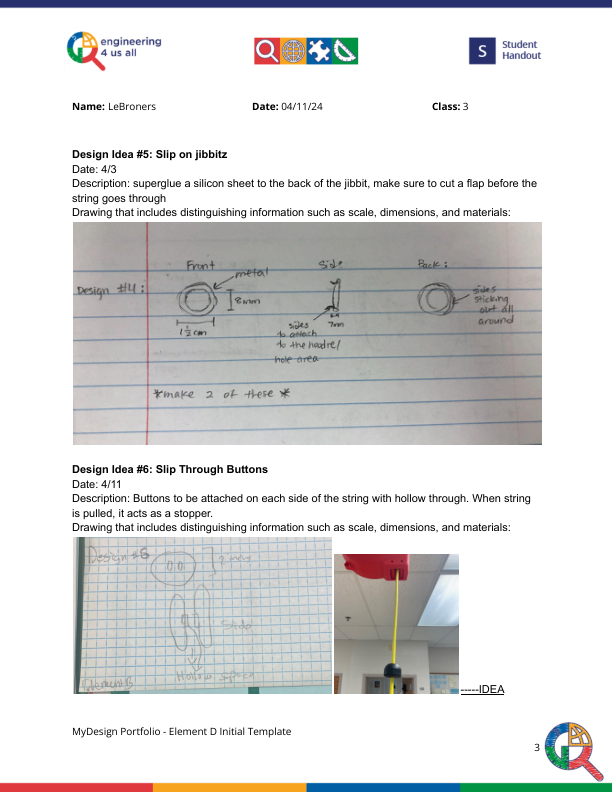 engineering
4 us all
S
Student
Handout
Name: LeBroners Date: 04/11/24 Class: 3
Design Idea #5: Slip on jibbitz
Date: 4/3
Description: superglue a silicon sheet to the back of the jibbit, make sure to cut a flap before the
string goes through
Drawing that includes distinguishing information such as scale, dimensions, and materials:
Front Side Back:
metal
Design #4:
8mm
sides
sticking
out all
around
1 1/2 cm
7mm
sides
to attach
to the hoodie/
hole area
*make 2 of these *
Design Idea #6: Slip Through Buttons
Date: 4/11
Description: Buttons to be attached on each side of the string with hollow through. When string
is pulled, it acts as a stopper.
Drawing that includes distinguishing information such as scale, dimensions, and materials:
Design #5
Side
Hollow
Element B
-----IDEA
MyDesign Portfolio - Element D Initial Template
3